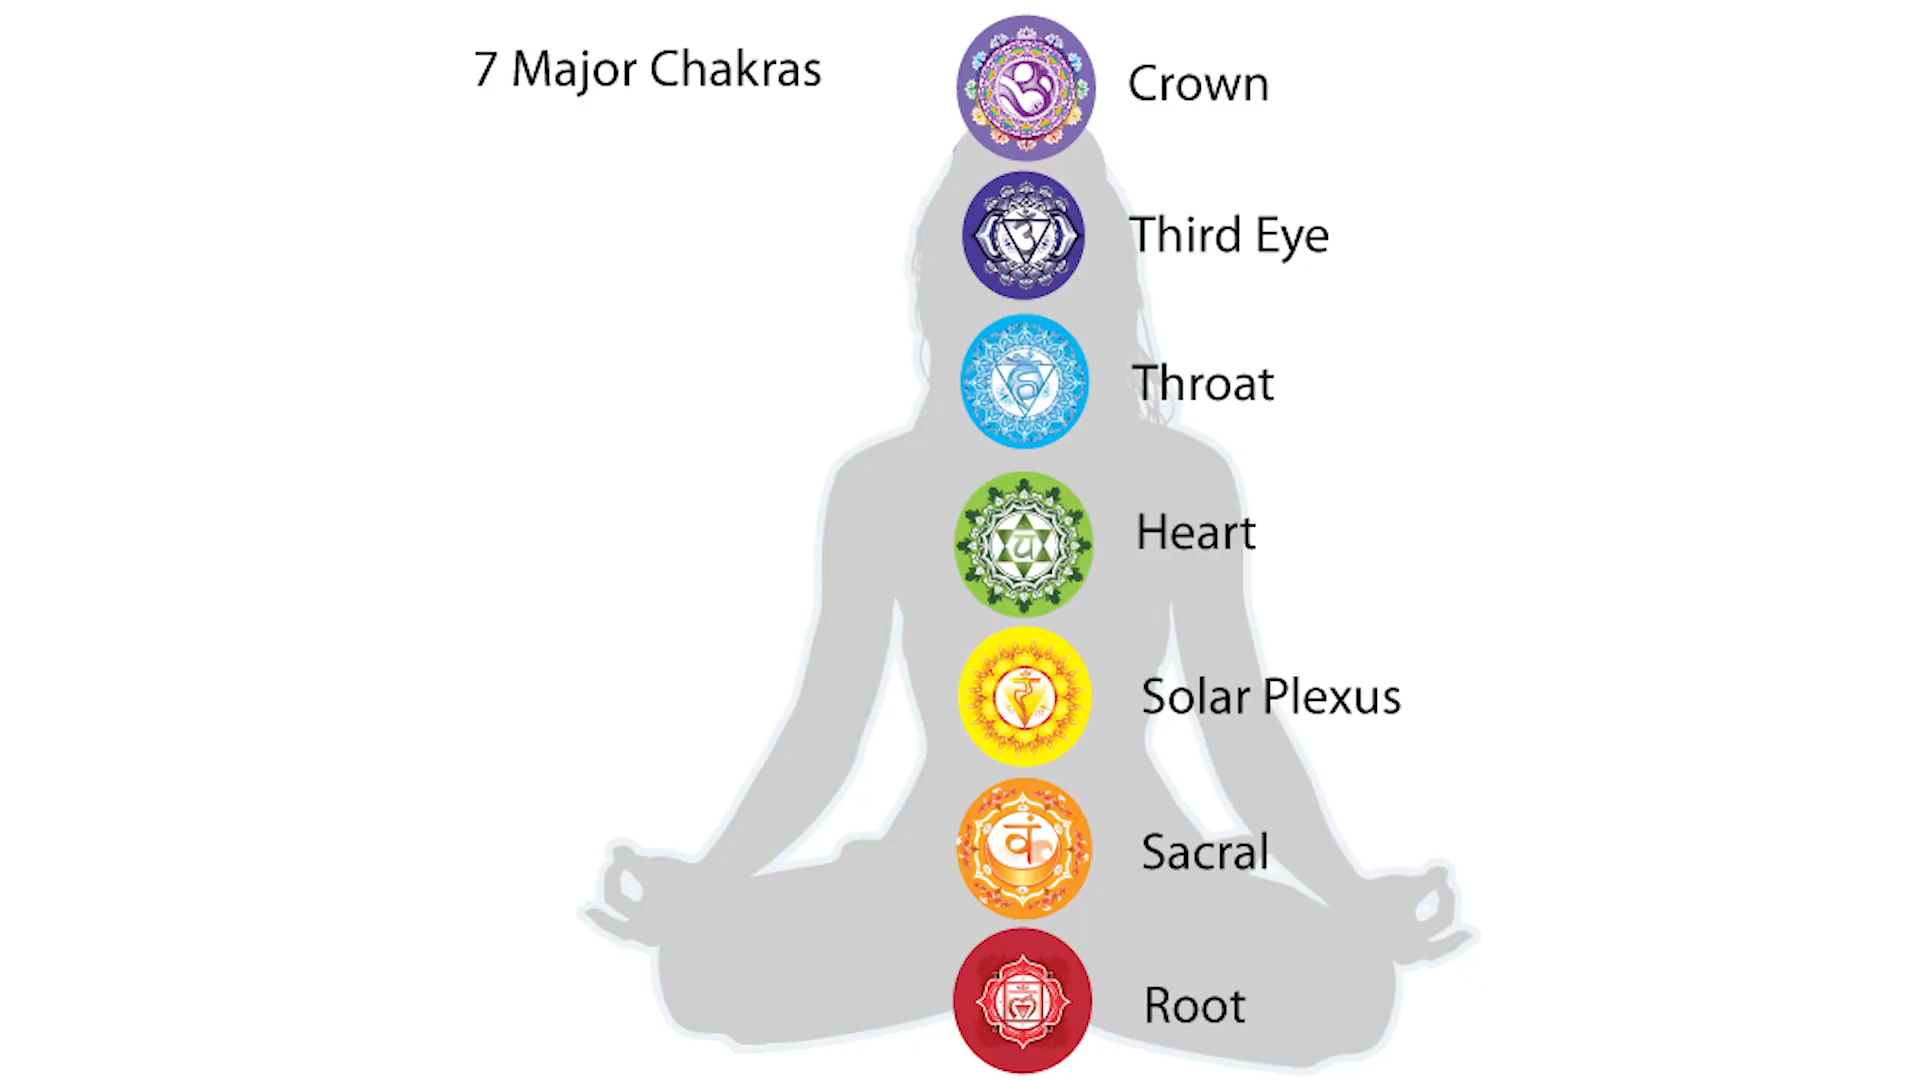 7 Major Chakras
Crown
Third Eye
Throat
Heart
Solar Plexus
Sacral
वं
Root